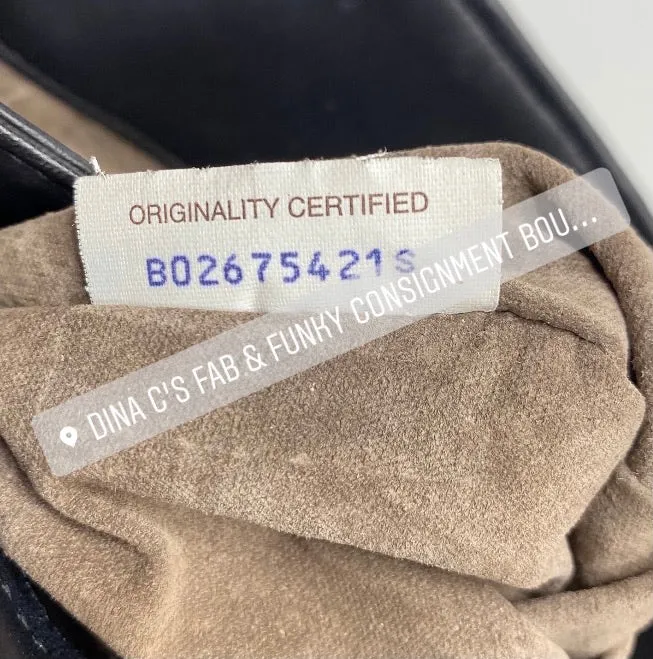 ORIGINALITY CERTIFIED
B02675421S
DINA C'S FAB & FUNKY CONSIGNMENT BOU...